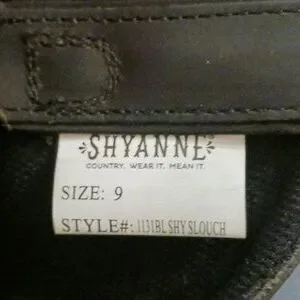 SHYANNE
COUNTRY. WEAR IT. MEAN IT.
SIZE: 9
STYLE#: 1131BL SHY SLOUCH